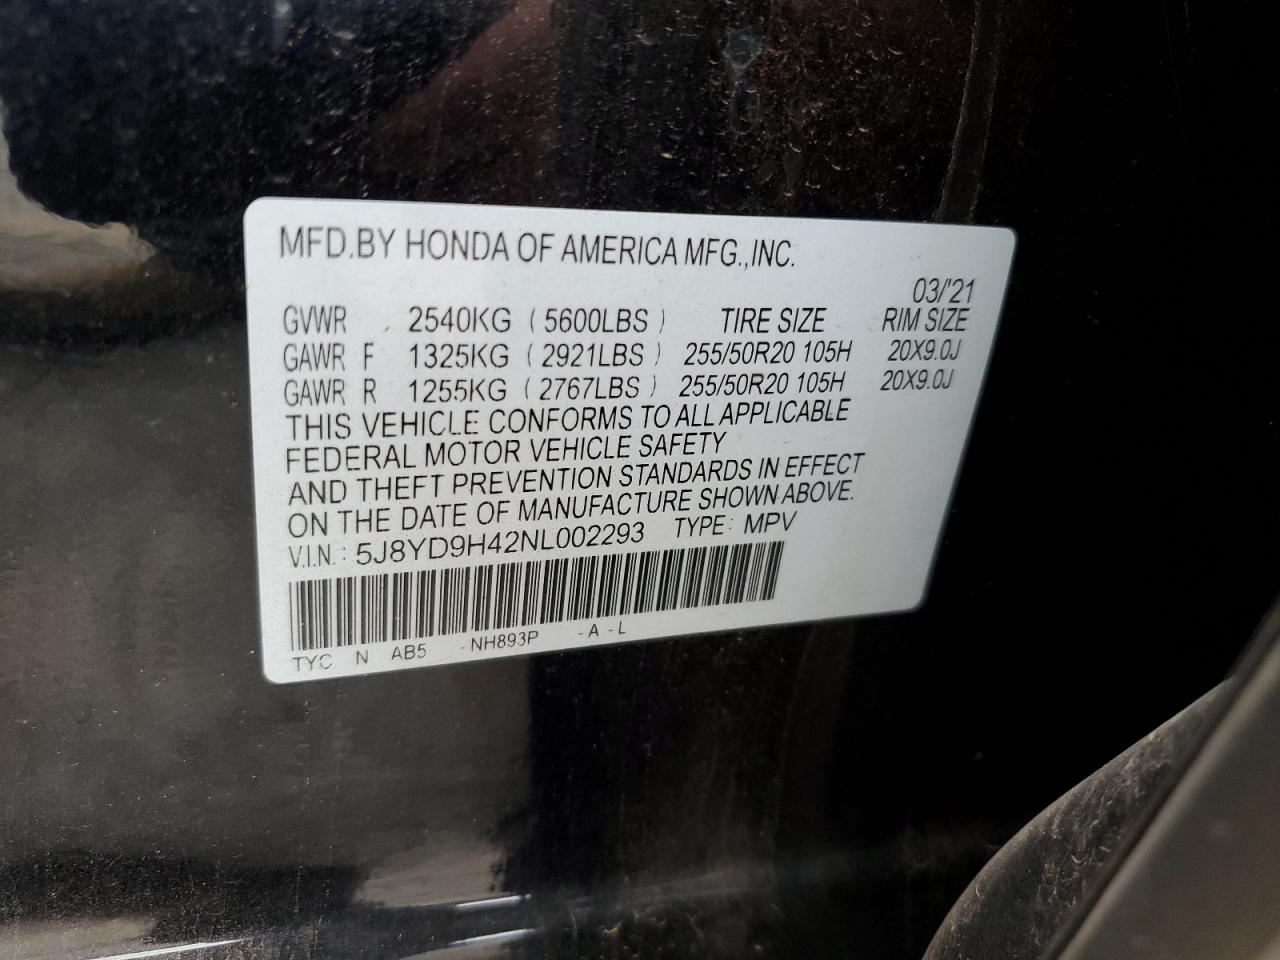 MFD.BY HONDA OF AMERICA MFG.,INC.
03/'21
GVWR 2540KG (5600LBS) TIRE SIZE RIM SIZE
GAWR F 1325KG (2921LBS) 255/50R20 105H 20X9.0J
GAWR R 1255KG (2767LBS) 255/50R20 105H 20X9.0J
THIS VEHICLE CONFORMS TO ALL APPLICABLE
FEDERAL MOTOR VEHICLE SAFETY
AND THEFT PREVENTION STANDARDS IN EFFECT
ON THE DATE OF MANUFACTURE SHOWN ABOVE.
V.I.N.: 5J8YD9H42NL002293 TYPE: MPV
TYC N AB5 -NH893P -A -L